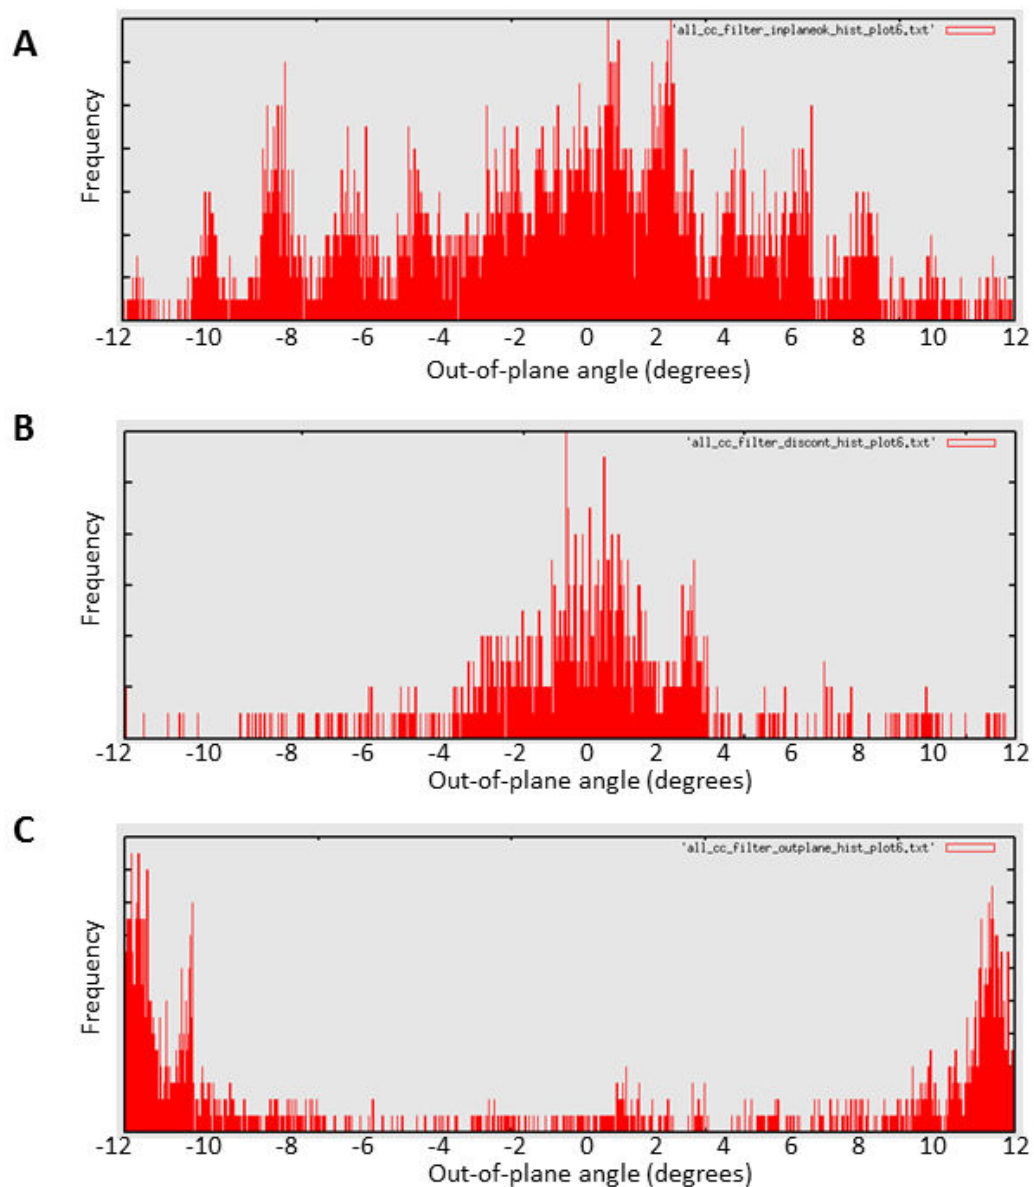 A
'all_cc_filter_inplaneok_hist_plot6.txt'
Frequency
-12 -10 -8 -6 -4 -2 0 2 4 6 8 10 12
Out-of-plane angle (degrees)
B
'all_cc_filter_discont_hist_plot6.txt'
Frequency
-12 -10 -8 -6 -4 -2 0 2 4 6 8 10 12
Out-of-plane angle (degrees)
C
'all_cc_filter_outplane_hist_plot6.txt'
Frequency
-12 -10 -8 -6 -4 -2 0 2 4 6 8 10 12
Out-of-plane angle (degrees)